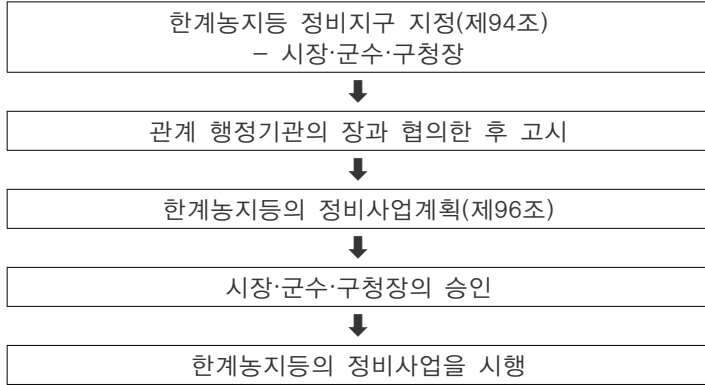 한계농지등 정비지구 지정(제94조)
– 시장·군수·구청장
관계 행정기관의 장과 협의한 후 고시
한계농지등의 정비사업계획(제96조)
시장·군수·구청장의 승인
한계농지등의 정비사업을 시행